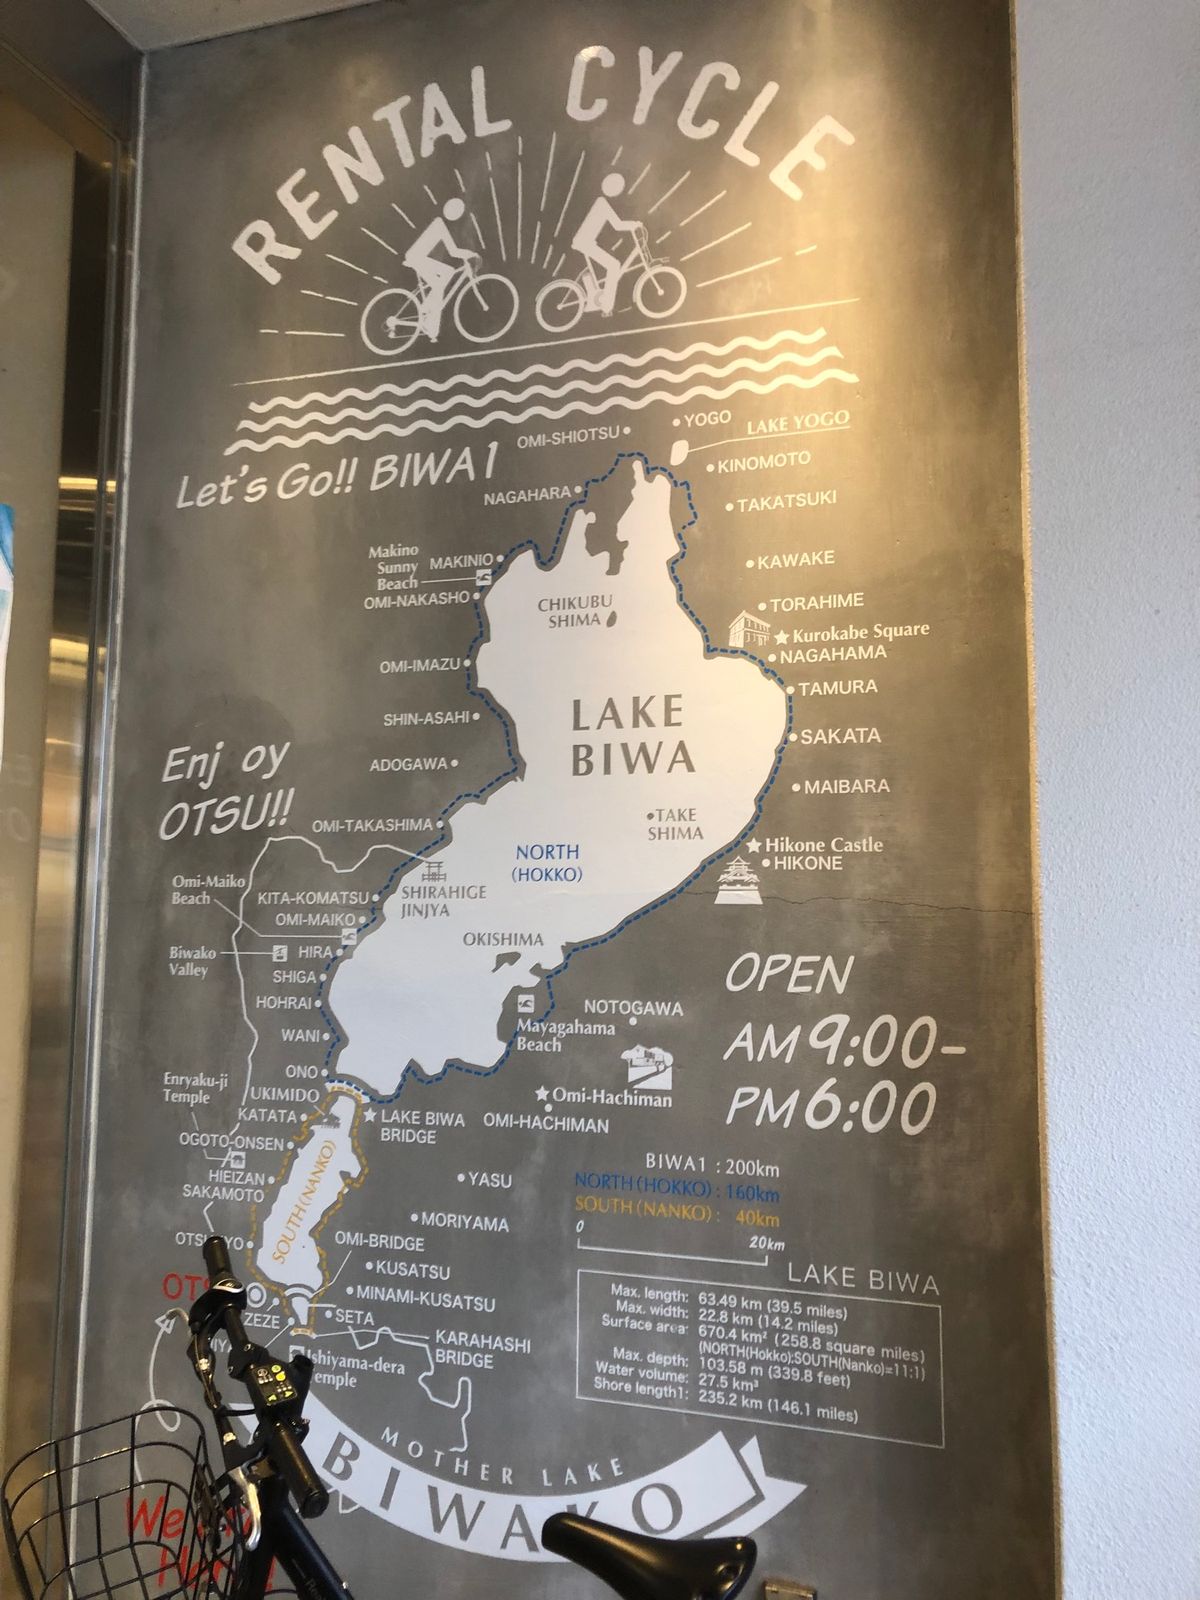 RENTAL CYCLE
Let's Go!! BIWA1
OMI-SHIOTSU
YOGO
LAKE YOGO
KINOMOTO
NAGAHARA
TAKATSUKI
Makino
Sunny
Beach
MAKINIO
KAWAKE
OMI-NAKASHO
CHIKUBU
SHIMA
TORAHIME
Kurokabe Square
NAGAHAMA
OMI-IMAZU
TAMURA
SHIN-ASAHI
LAKE
BIWA
SAKATA
ADOGAWA
MAIBARA
Enj oy
OTSU!!
OMI-TAKASHIMA
TAKE
SHIMA
Hikone Castle
HIKONE
NORTH
(HOKKO)
SHIRAHIGE
JINJYA
Omi-Maiko
Beach
KITA-KOMATSU
OMI-MAIKO
OKISHIMA
Biwako
Valley
HIRA
SHIGA
HOHRAI
WANI
Mayagahama
Beach
NOTOGAWA
OPEN
AM 9:00-
PM 6:00
ONO
Enryaku-ji
Temple
UKIMIDO
KATATA
LAKE BIWA
BRIDGE
Omi-Hachiman
OMI-HACHIMAN
OGOTO-ONSEN
HIEIZAN
SAKAMOTO
SOUTH (NANKO)
YASU
MORIYAMA
BIWA1 : 200km
NORTH (HOKKO) : 160km
SOUTH (NANKO) : 40km
0
20km
OMI-BRIDGE
KUSATSU
MINAMI-KUSATSU
ZEZE
SETA
KARAHASHI
BRIDGE
Ishiyama-dera
LAKE BIWA
Max. length: 63.49 km (39.5 miles)
Max. width: 22.8 km (14.2 miles)
Surface area: 670.4 km² (258.8 square miles)
(NORTH(Hokko):SOUTH(Nanko)=11:1)
Max. depth: 103.58 m (339.8 feet)
Water volume: 27.5 km³
Shore length1: 235.2 km (146.1 miles)
MOTHER LAKE
BIWAKO